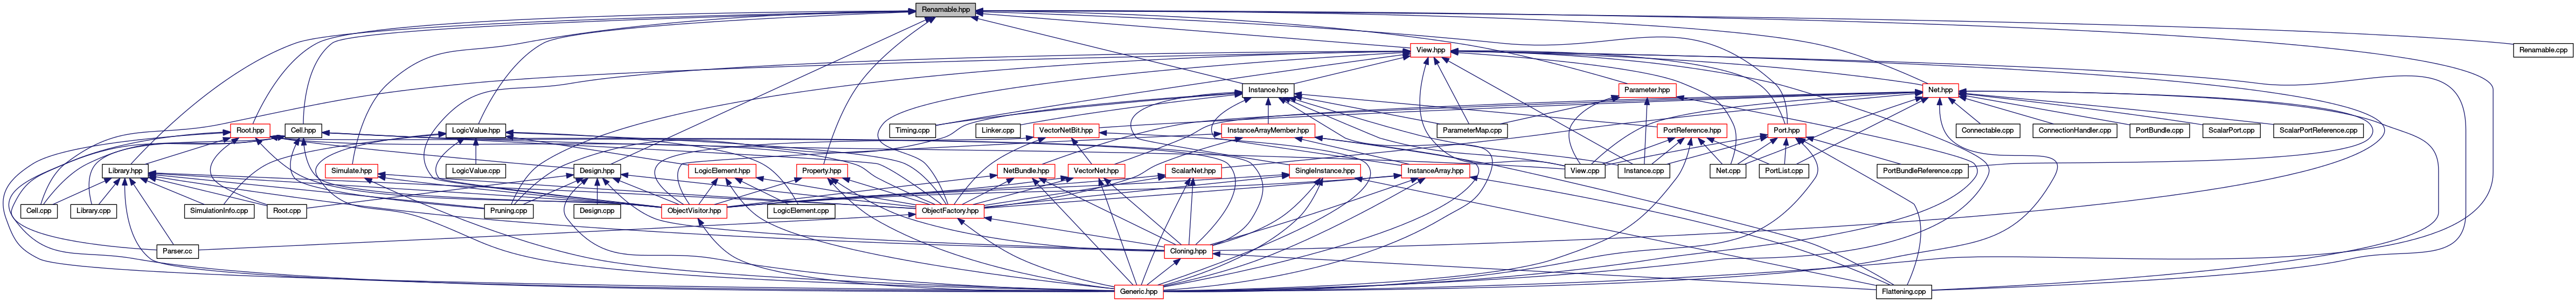 Renamable.hpp
View.hpp
Renamable.cpp
Instance.hpp
Parameter.hpp
Net.hpp
Root.hpp
Cell.hpp
LogicValue.hpp
Timing.cpp
Linker.cpp
VectorNetBit.hpp
InstanceArrayMember.hpp
ParameterMap.cpp
PortReference.hpp
Port.hpp
Connectable.cpp
ConnectionHandler.cpp
PortBundle.cpp
ScalarPort.cpp
ScalarPortReference.cpp
Library.hpp
Simulate.hpp
LogicValue.cpp
Design.hpp
LogicElement.hpp
Property.hpp
NetBundle.hpp
VectorNet.hpp
ScalarNet.hpp
SingleInstance.hpp
InstanceArray.hpp
View.cpp
Instance.cpp
Net.cpp
PortList.cpp
PortBundleReference.cpp
Cell.cpp
Library.cpp
SimulationInfo.cpp
Root.cpp
Pruning.cpp
Design.cpp
ObjectVisitor.hpp
LogicElement.cpp
ObjectFactory.hpp
Parser.cc
Cloning.hpp
Generic.hpp
Flattening.cpp